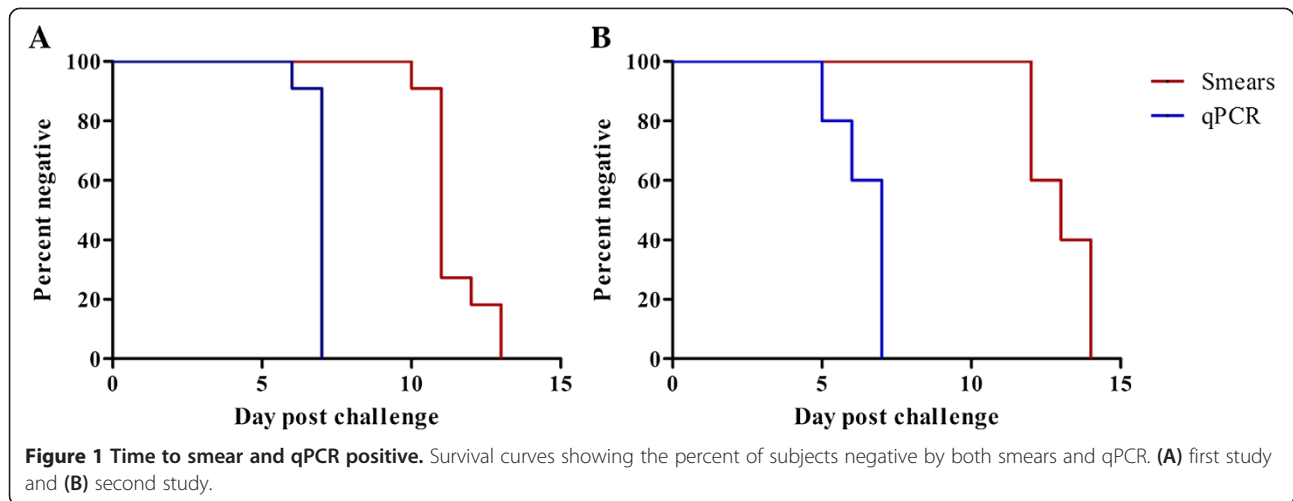 A
B
Percent negative
100
80
60
40
20
0
0 5 10 15
Day post challenge
Percent negative
100
80
60
40
20
0
0 5 10 15
Day post challenge
Smears
qPCR
Figure 1 Time to smear and qPCR positive. Survival curves showing the percent of subjects negative by both smears and qPCR. (A) first study
and (B) second study.